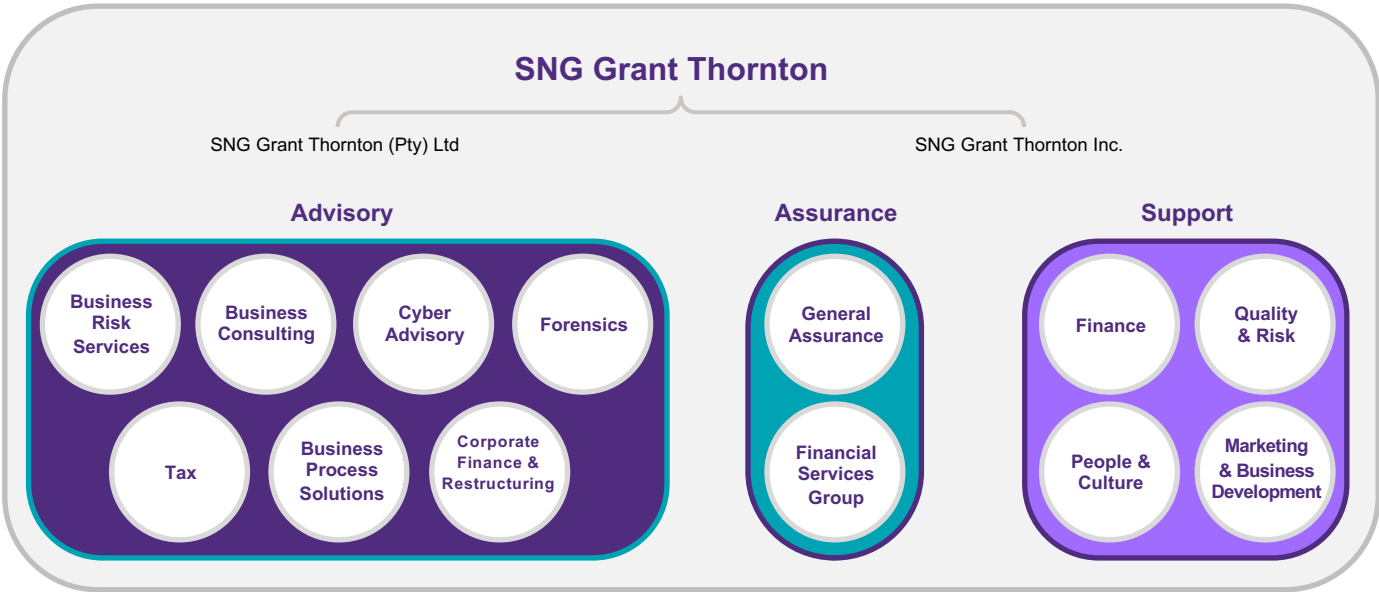 SNG Grant Thornton
SNG Grant Thornton (Pty) Ltd
SNG Grant Thornton Inc.
Advisory
Business
Risk
Services
Business
Consulting
Cyber
Advisory
Forensics
Tax
Business
Process
Solutions
Corporate
Finance &
Restructuring
Assurance
General
Assurance
Financial
Services
Group
Support
Finance
Quality
& Risk
People &
Culture
Marketing
& Business
Development